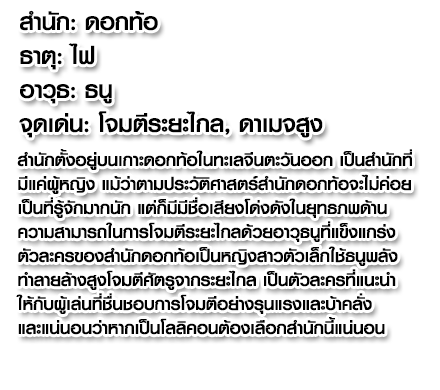 สำนัก: ดอกท้อ
ธาตุ: ไฟ
อาวุธ: ธนู
จุดเด่น: โจมตีระยะไกล, ดาเมจสูง
สำนักตั้งอยู่บนเกาะดอกท้อในทะเลจีนตะวันออก เป็นสำนักที่
มีแค่ผู้หญิง แม้ว่าตามประวัติศาสตร์สำนักดอกท้อจะไม่ค่อย
เป็นที่รู้จักมากนัก แต่ก็มีมีชื่อเสียงโด่งดังในยุทธภพด้าน
ความสามารถในการโจมตีระยะไกลด้วยอาวุธธนูที่แข็งแกร่ง
ตัวละครของสำนักดอกท้อเป็นหญิงสาวตัวเล็กใช้ธนูพลัง
ทำลายล้างสูงโจมตีศัตรูจากระยะไกล เป็นตัวละครที่แนะนำ
ให้กับผู้เล่นที่ชื่นชอบการโจมตีอย่างรุนแรงและบ้าคลั่ง
และแน่นอนว่าหากเป็นโลลิคอนต้องเลือกสำนักนี้แน่นอน